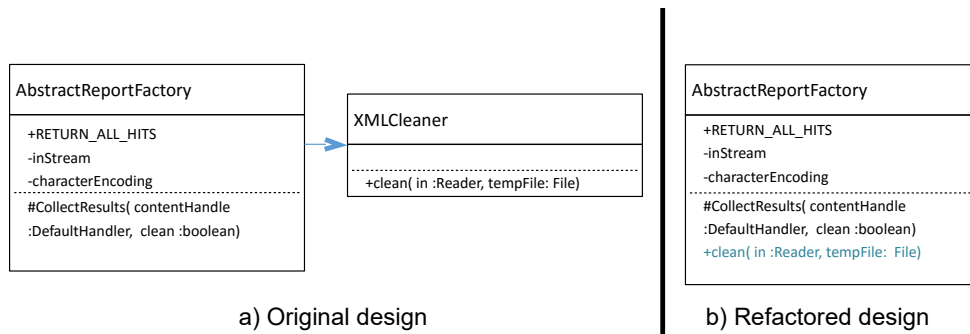 AbstractReportFactory
+RETURN_ALL_HITS
-inStream
-characterEncoding
#CollectResults( contentHandle
:DefaultHandler, clean :boolean)
XMLCleaner
+clean( in :Reader, tempFile: File)
a) Original design
AbstractReportFactory
+RETURN_ALL_HITS
-inStream
-characterEncoding
#CollectResults( contentHandle
:DefaultHandler, clean :boolean)
+clean( in :Reader, tempFile: File)
b) Refactored design